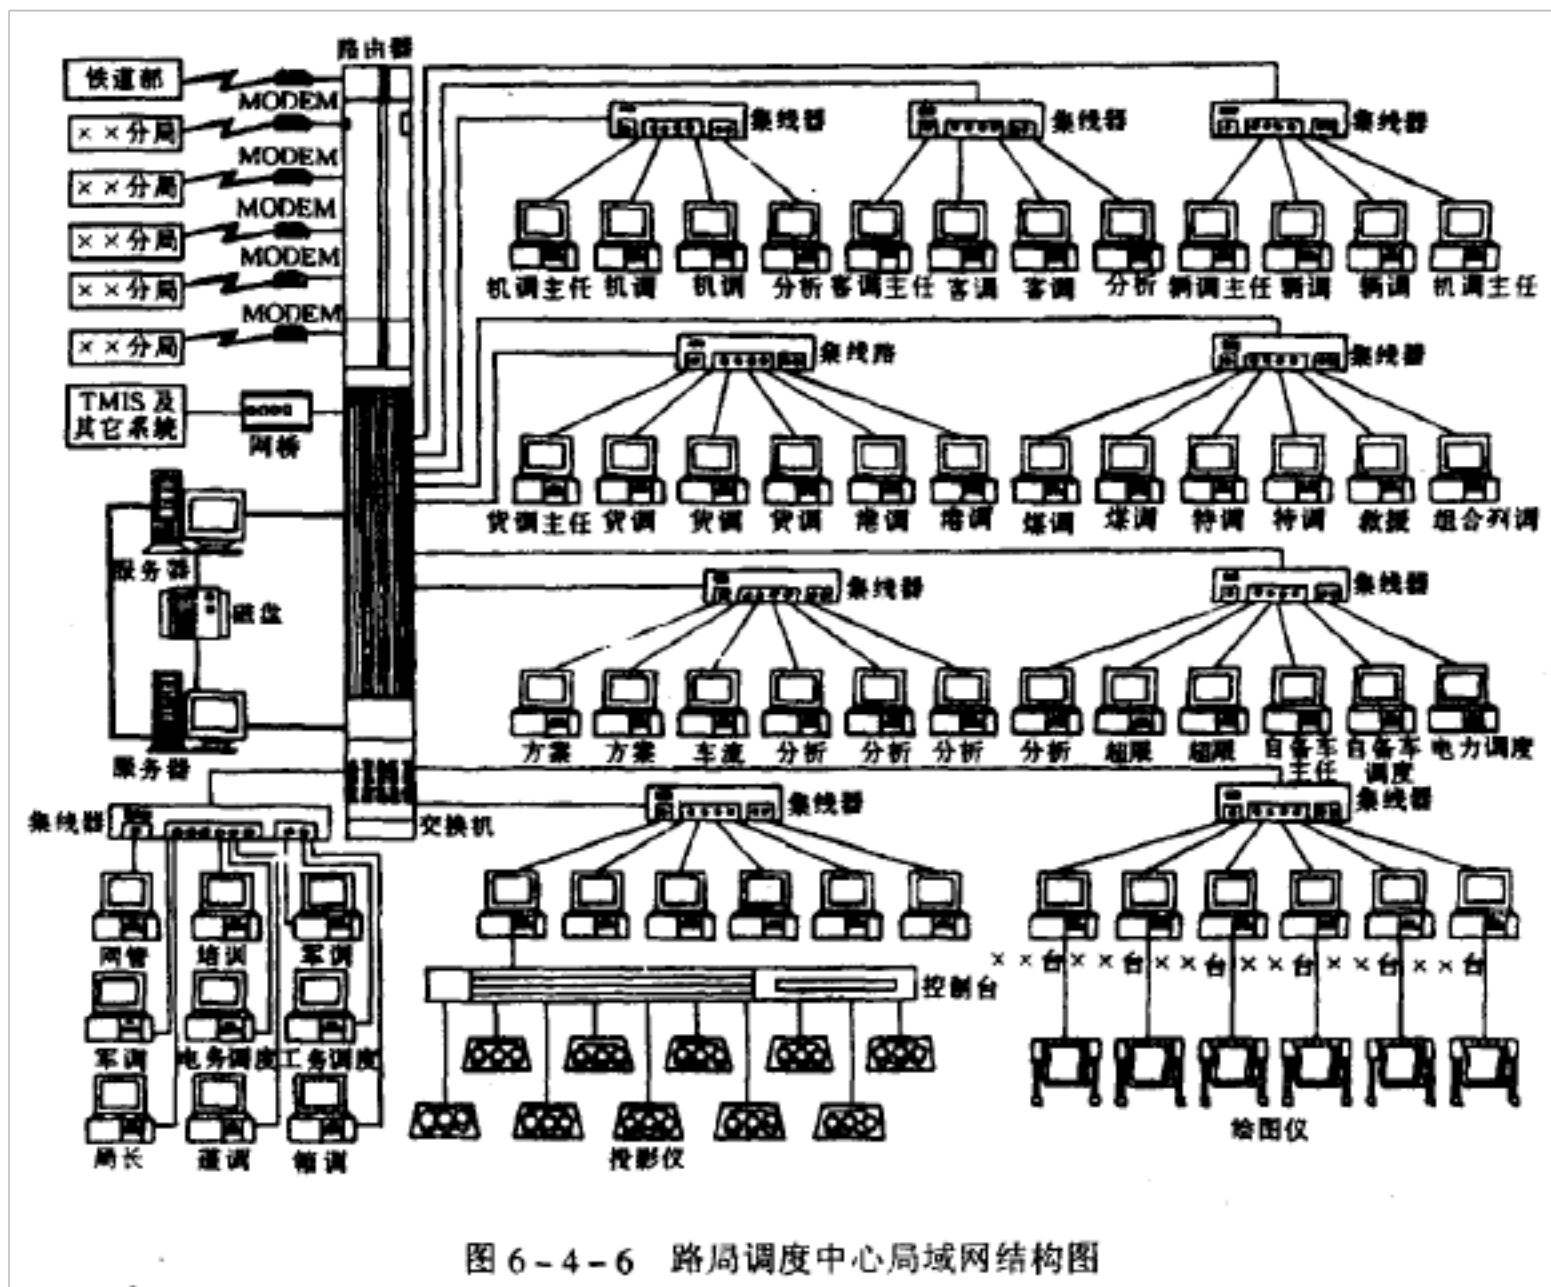 路由器
铁道部
MODEM
××分局
MODEM
××分局
MODEM
××分局
MODEM
××分局
MODEM
××分局
TMIS及
其它系统
网桥
服务器
磁盘
服务器
集线器
交换机
网管 培训 军调
军调 电务调度 工务调度
局长 篷调 箱调
集线器 集线器 集线器
机调主任 机调 机调 分析 客调主任 客调 客调 分析 辆调主任 辆调 辆调 机调主任
集线路 集线器
货调主任 货调 货调 货调 港调 港调 煤调 煤调 特调 特调 救援 组合列调
集线器 集线器
方案 方案 车流 分析 分析 分析 分析 超限 超限 自备车 自备车 电力调度
主任 调度
集线器 集线器
××台 ××台 ××台 ××台 ××台 ××台
控制台
投影仪
绘图仪
图6-4-6 路局调度中心局域网结构图